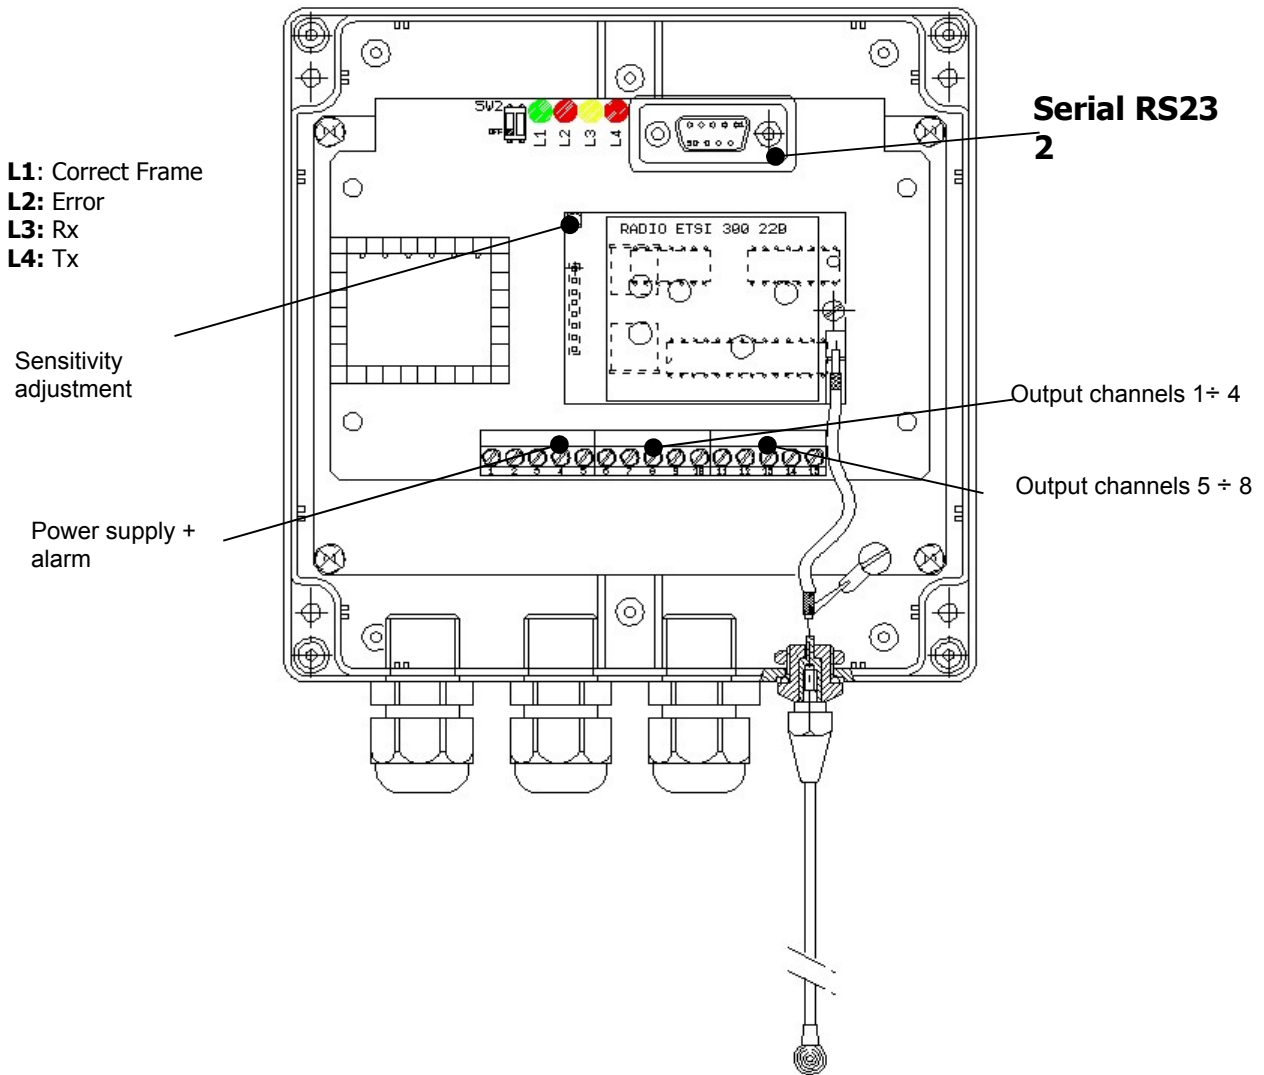 SW2
OFF
L1
L2
L3
L4
Serial RS23
2
L1: Correct Frame
L2: Error
L3: Rx
L4: Tx
RADIO ETSI 300 220
Sensitivity
adjustment
Output channels 1÷ 4
1 2 3 4 5 6 7 8 9 10 11 12 13 14 15
Output channels 5 ÷ 8
Power supply +
alarm